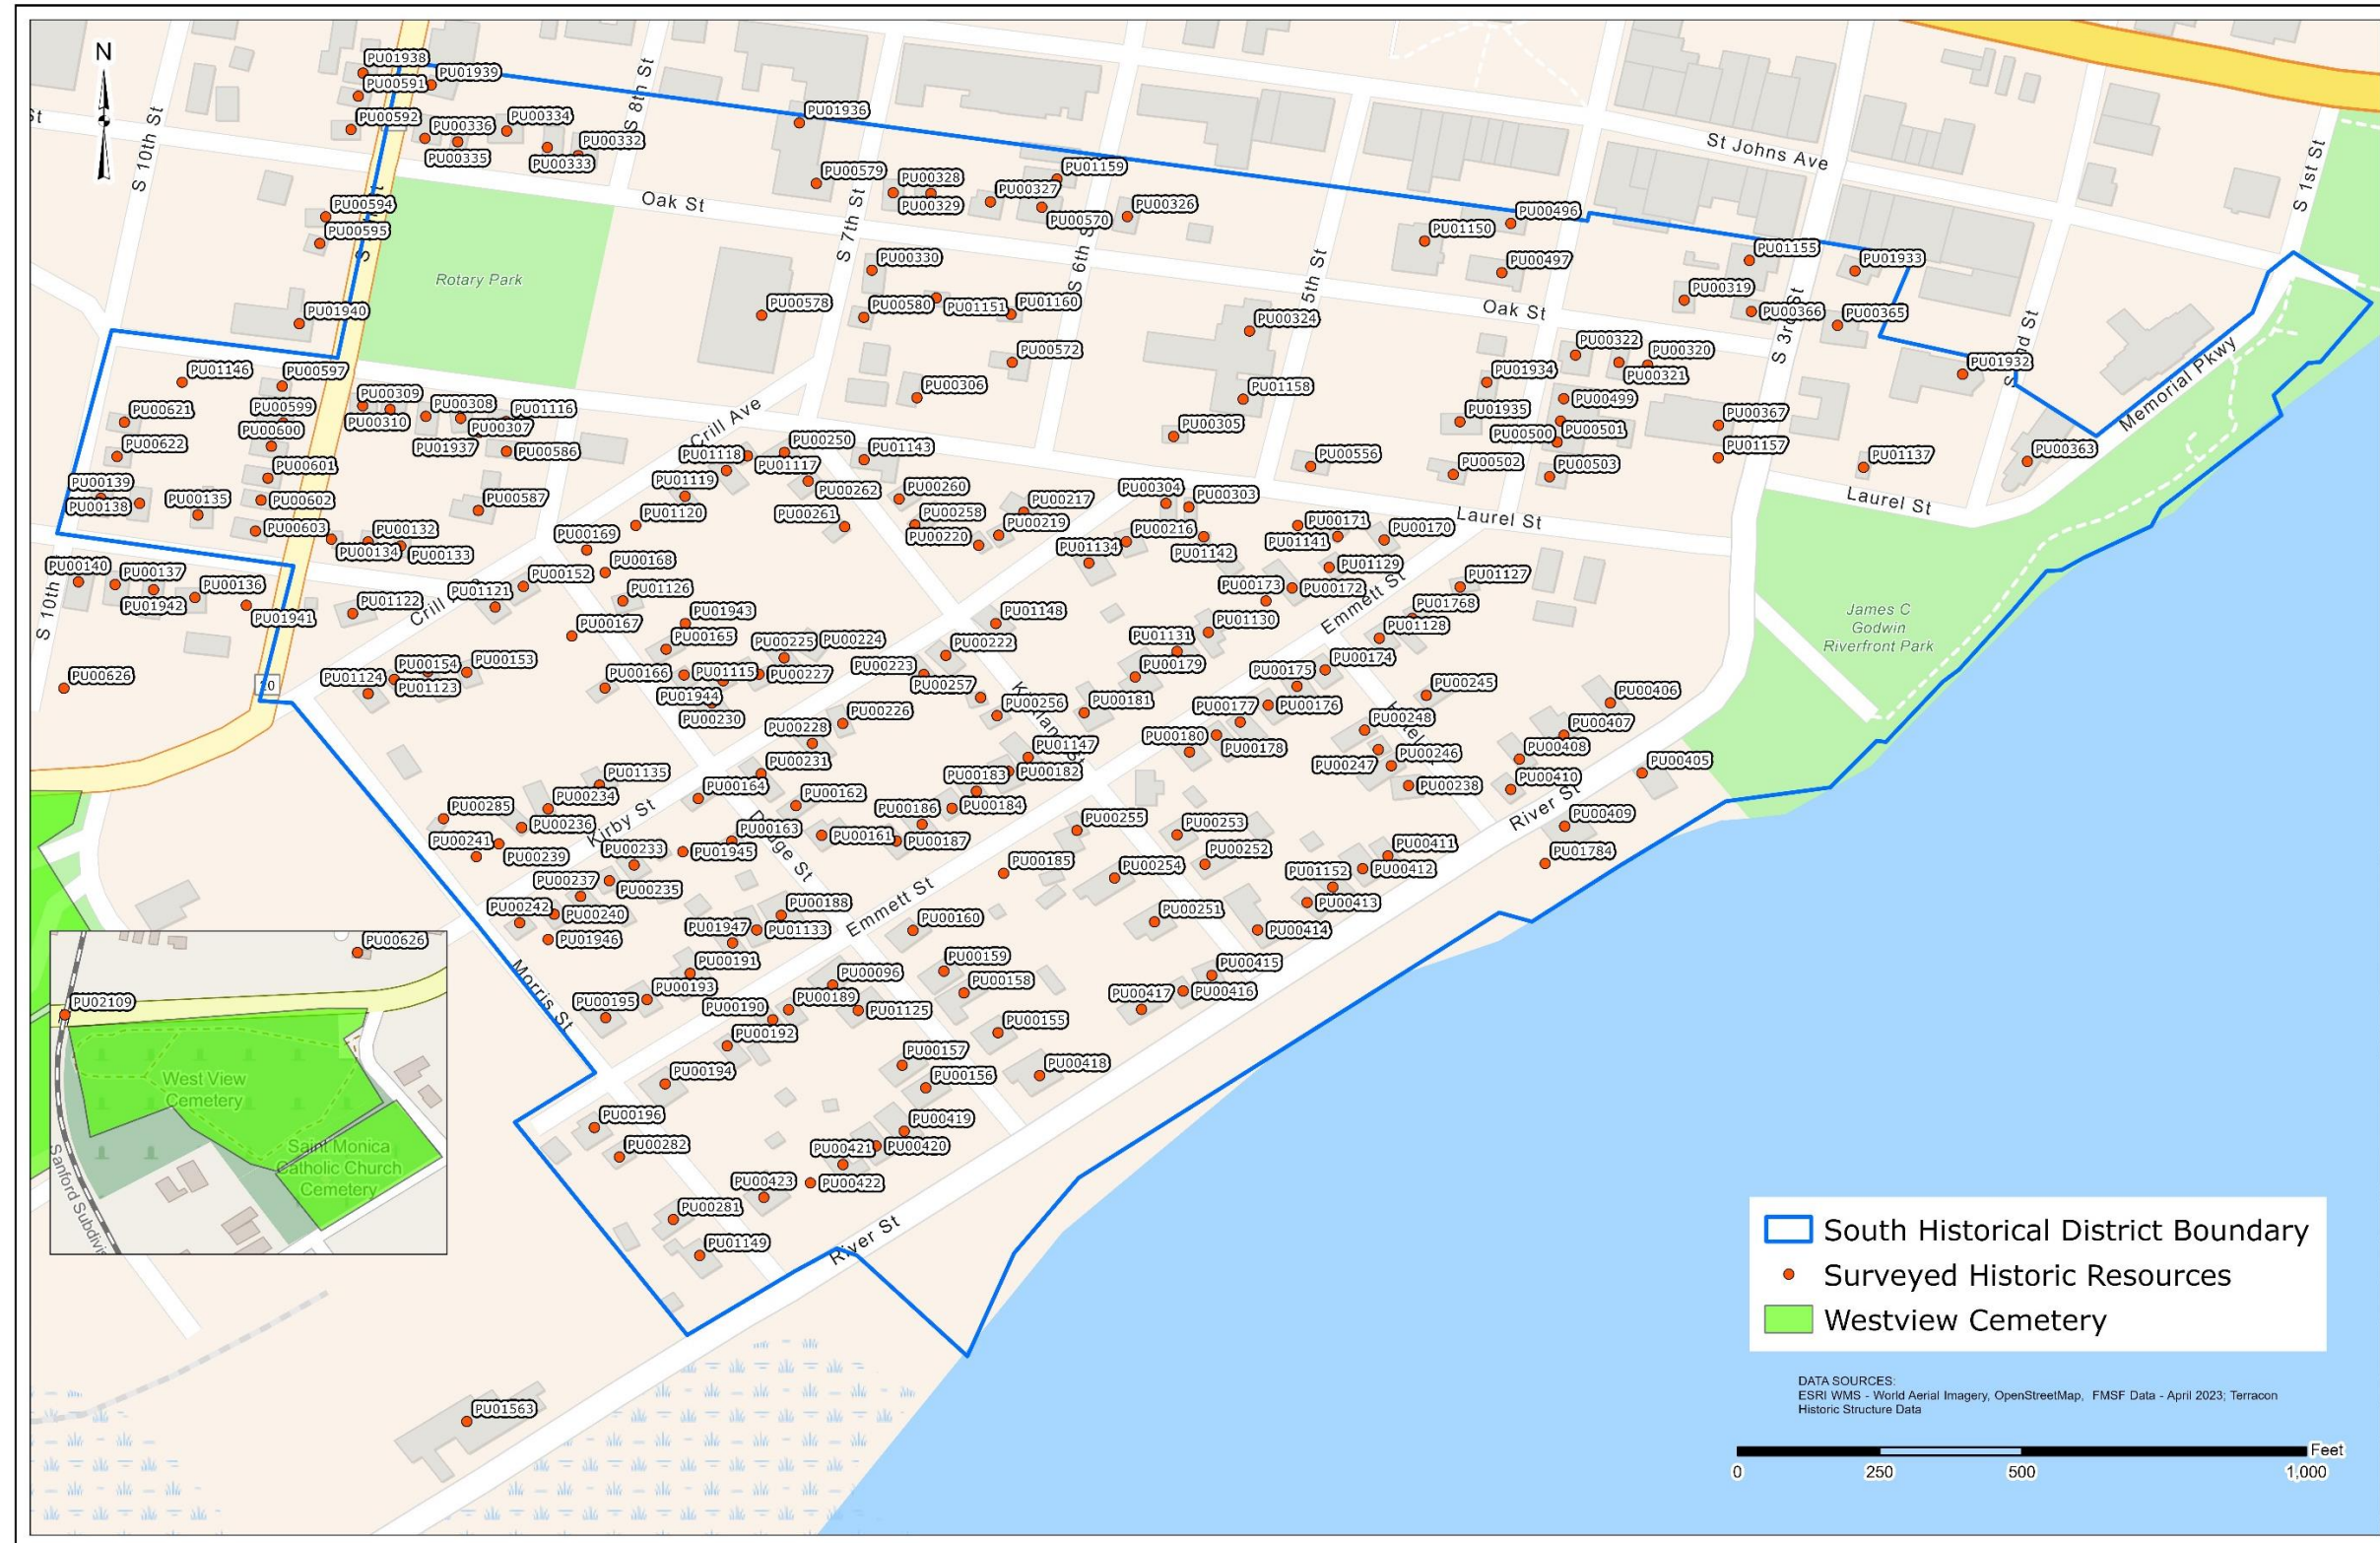 N
PU01938
PU01939
PU00591
PU00592
PU00336
PU00334
PU00335
PU00333
PU00332
S 8th St
PU01936
S 10th St
St
PU00594
PU00595
Rotary Park
Oak St
PU00579
S 7th St
PU00328
PU00329
PU00327
PU01159
PU00570
PU00326
St Johns Ave
S 1st St
PU00496
PU01150
PU00497
PU01155
PU01933
PU01940
PU00330
PU00578
PU00580
PU01151
PU01160
S 6th S
5th St
PU00324
Oak St
PU00319
PU00366
PU00365
S 3rd St
PU01146
PU00597
PU00572
PU00322
PU00320
PU00321
PU01934
PU01932
Memorial Pkwy
PU00621
PU00599
PU00309
PU00308
PU01116
PU00306
PU01158
PU00499
PU00310
PU00307
Crill Ave
PU00305
PU01935
PU00367
PU00622
PU00600
PU01937
PU00586
PU01118
PU00250
PU01143
PU00500
PU00501
PU01157
PU00601
PU01117
PU00556
PU00502
PU00503
PU01137
PU00363
PU00139
PU00138
PU00135
PU00602
PU00587
PU01119
PU00262
PU00260
PU00217
PU00304
PU00303
Laurel St
PU00603
PU00132
PU01120
PU00261
PU00258
PU00219
PU00216
PU00171
PU00170
Laurel St
PU00134
PU00133
PU00169
PU00220
PU01134
PU01142
PU01141
PU00140
PU00137
PU00136
PU00152
PU00168
PU01129
PU01127
PU01942
PU01941
PU01122
PU01121
PU01126
PU00173
PU00172
PU01768
S 10th
Crill
PU00167
PU01943
PU01148
PU01130
Emmett St
PU01128
James C
Godwin
Riverfront Park
PU00165
PU00225
PU00224
PU00222
PU01131
PU00626
PU01124
PU00154
PU00153
PU00166
PU01115
PU00227
PU00223
PU00179
PU00175
PU00174
20
PU01123
PU01944
PU00257
PU00245
PU00406
PU00230
PU00226
PU00256
PU00181
PU00177
PU00176
PU00228
PU00180
PU00178
PU00248
PU00407
PU00231
PU01147
PU00247
PU00246
PU00408
PU00405
PU01135
PU00164
PU00183
PU00182
PU00238
PU00410
PU00285
PU00234
PU00162
PU00186
PU00184
River St
PU00236
Kirby St
PU00163
PU00255
PU00253
PU00409
PU00241
PU00239
PU00233
PU01945
PU00161
PU00187
PU00252
PU00411
PU01784
PU00237
PU00235
PU00185
PU00254
PU01152
PU00412
PU00242
PU00240
PU00188
Emmett St
PU00251
PU00413
PU01946
PU01947
PU01133
PU00160
PU00414
PU00191
PU00159
PU00415
Morris St
PU00195
PU00193
PU00096
PU00158
PU00417
PU00416
PU00190
PU00189
PU01125
PU00192
PU00155
PU00194
PU00157
PU00156
PU00418
PU00196
PU00419
PU00282
PU00421
PU00420
PU00423
PU00422
PU00281
PU01149
River St
PU01563
PU00626
PU02109
West View
Cemetery
Saint Monica
Catholic Church
Cemetery
South Historical District Boundary
Surveyed Historic Resources
Westview Cemetery
DATA SOURCES:
ESRI WMS - World Aerial Imagery, OpenStreetMap, FMSF Data - April 2023; Terracon
Historic Structure Data
Feet
0 250 500 1,000